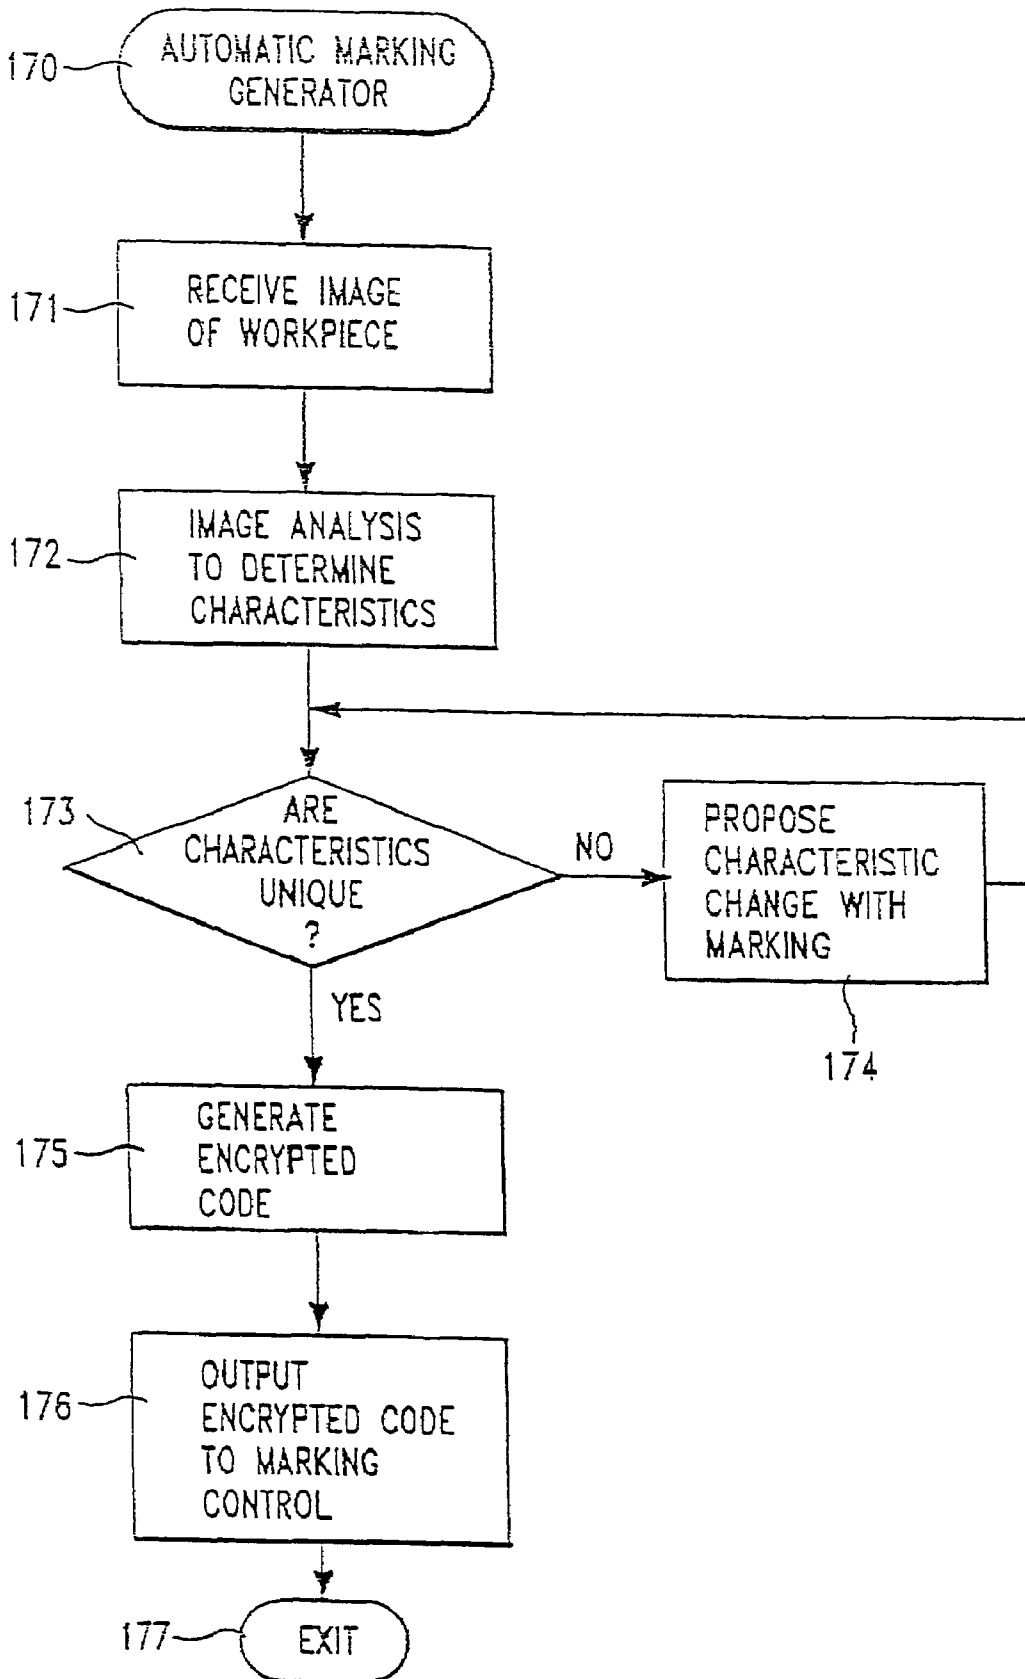 170
AUTOMATIC MARKING
GENERATOR
171
RECEIVE IMAGE
OF WORKPIECE
172
IMAGE ANALYSIS
TO DETERMINE
CHARACTERISTICS
173
ARE
CHARACTERISTICS
UNIQUE
?
NO
PROPOSE
CHARACTERISTIC
CHANGE WITH
MARKING
174
YES
175
GENERATE
ENCRYPTED
CODE
176
OUTPUT
ENCRYPTED CODE
TO MARKING
CONTROL
177
EXIT